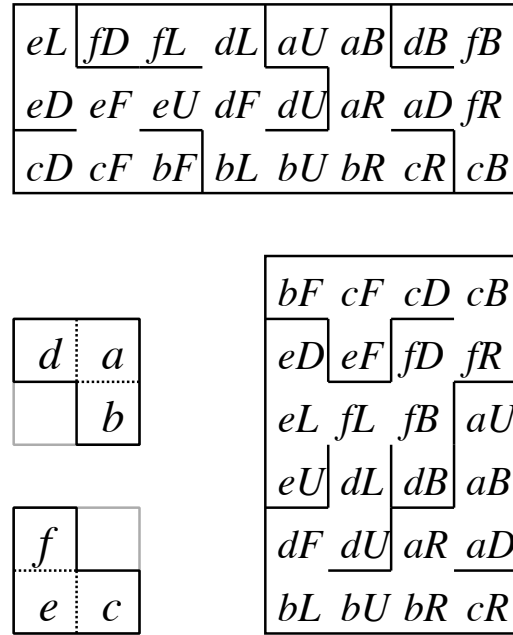 eL fD fL dL aU aB dB fB
eD eF eU dF dU aR aD fR
cD cF bF bL bU bR cR cB
bF cF cD cB
d a
eD eF fD fR
b
eL fL fB aU
eU dL dB aB
f
dF dU aR aD
e c
bL bU bR cR